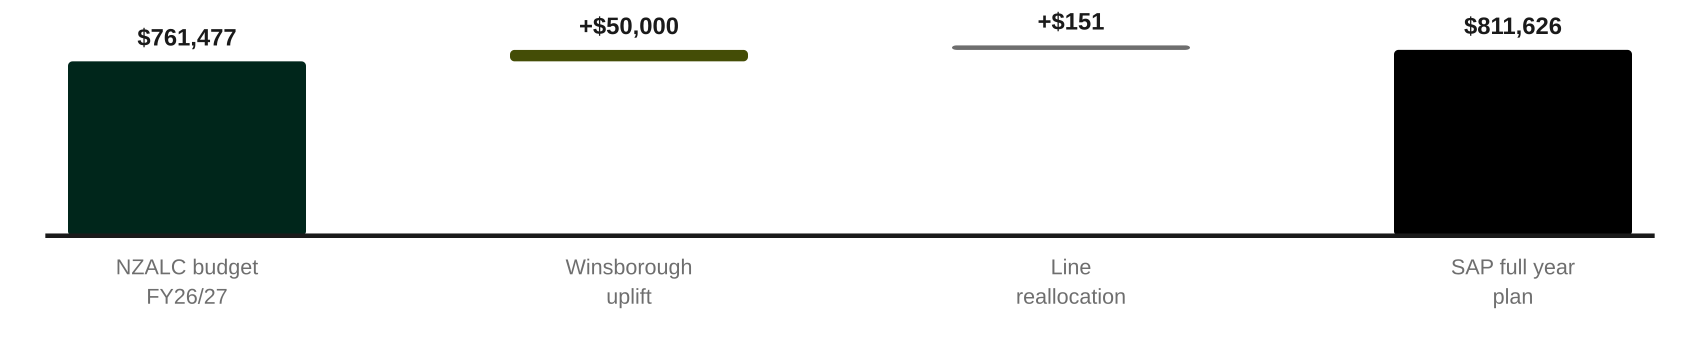 $761,477
+$50,000
+$151
$811,626
NZALC budget
FY26/27
Winsborough
uplift
Line
reallocation
SAP full year
plan